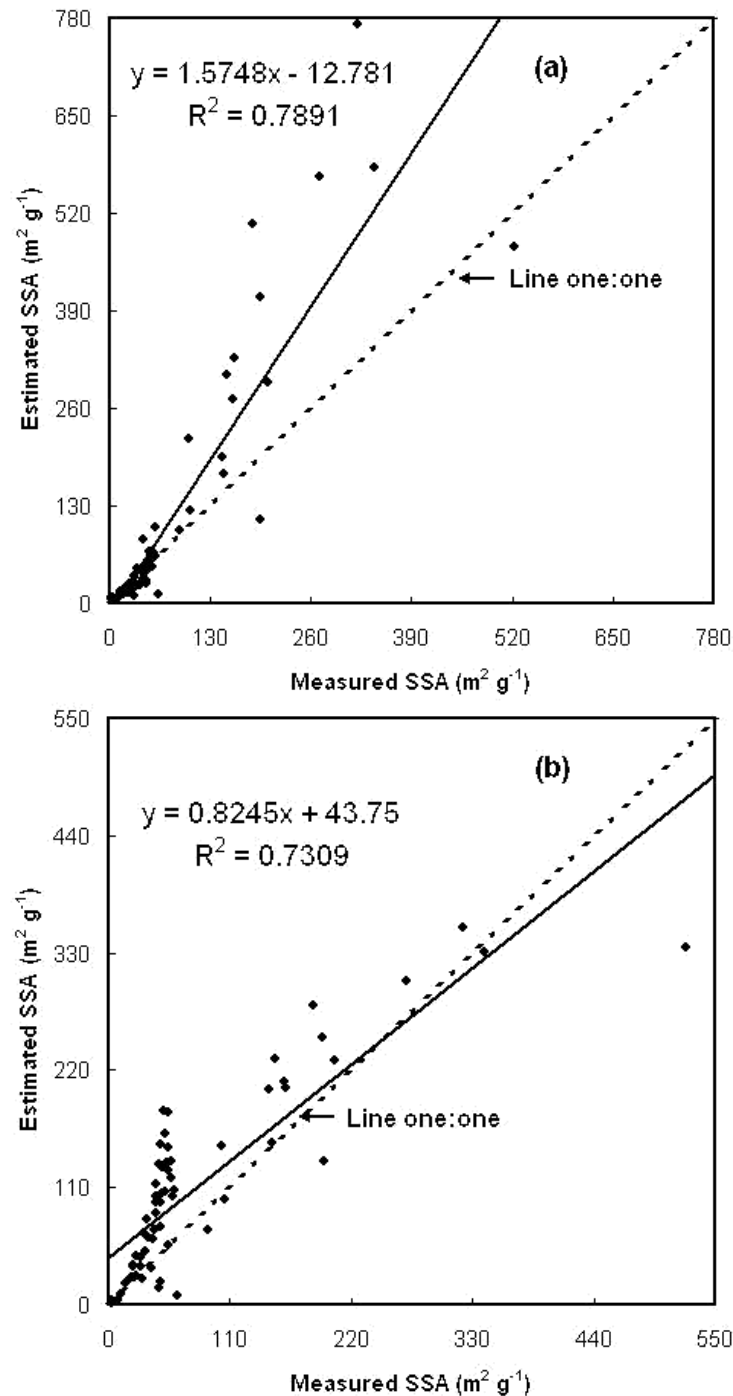 780
650
520
390
260
130
0
Estimated SSA (m² g⁻¹)
y = 1.5748x - 12.781
R² = 0.7891
(a)
Line one:one
0 130 260 390 520 650 780
Measured SSA (m² g⁻¹)
550
440
330
220
110
0
Estimated SSA (m² g⁻¹)
y = 0.8245x + 43.75
R² = 0.7309
(b)
Line one:one
0 110 220 330 440 550
Measured SSA (m² g⁻¹)